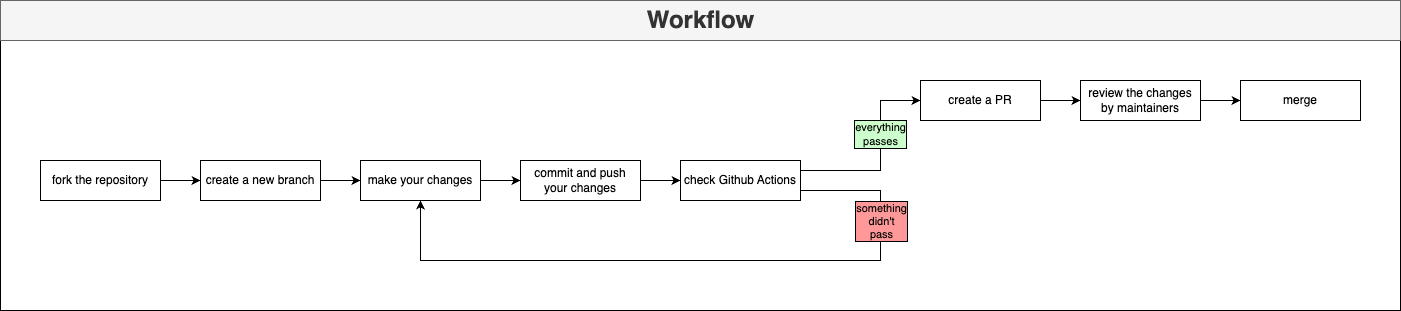 Workflow
fork the repository
create a new branch
make your changes
commit and push
your changes
check Github Actions
everything
passes
create a PR
review the changes
by maintainers
merge
something
didn't
pass